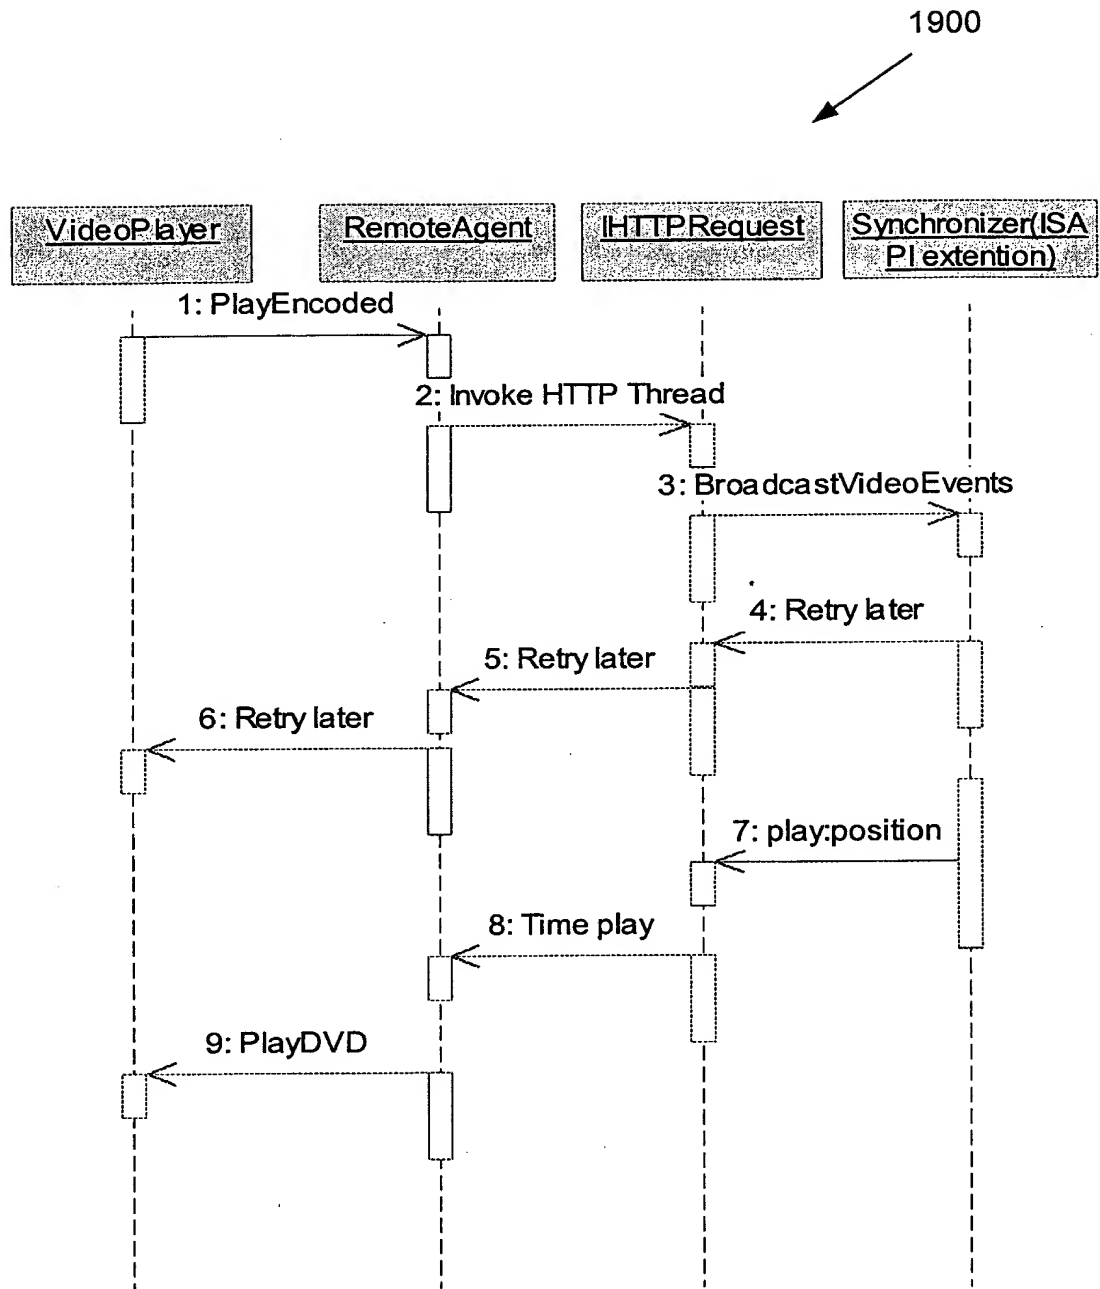 1900
VideoPlayer
RemoteAgent
IHTTPRequest
Synchronizer(ISA
PI extention)
1: PlayEncoded
2: Invoke HTTP Thread
3: BroadcastVideoEvents
4: Retry later
5: Retry later
6: Retry later
7: play:position
8: Time play
9: PlayDVD